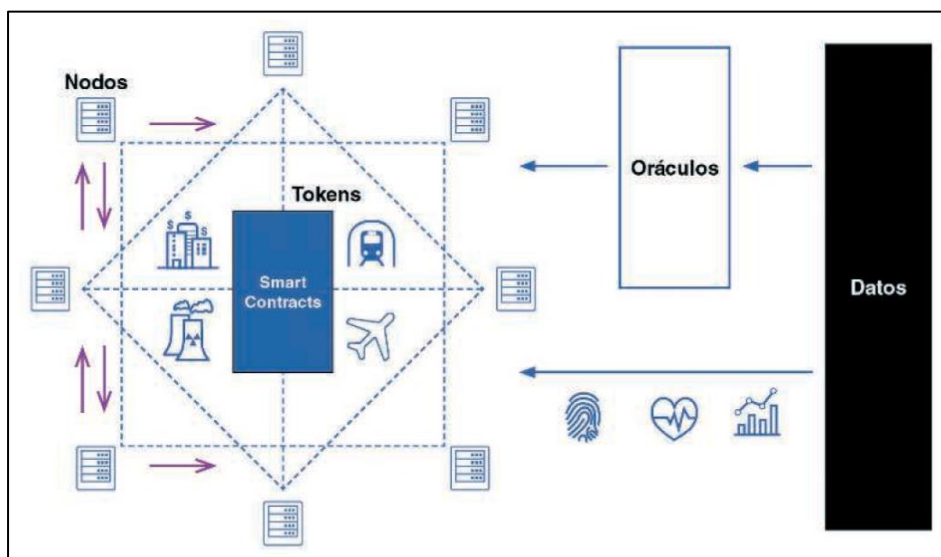 Nodos
Tokens
Smart
Contracts
Oráculos
Datos
$
$
$